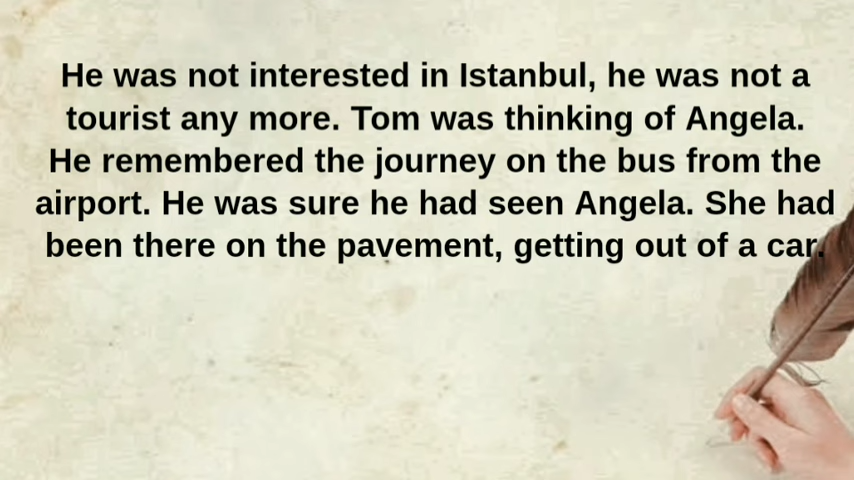 He was not interested in Istanbul, he was not a
tourist any more. Tom was thinking of Angela.
He remembered the journey on the bus from the
airport. He was sure he had seen Angela. She had
been there on the pavement, getting out of a car.